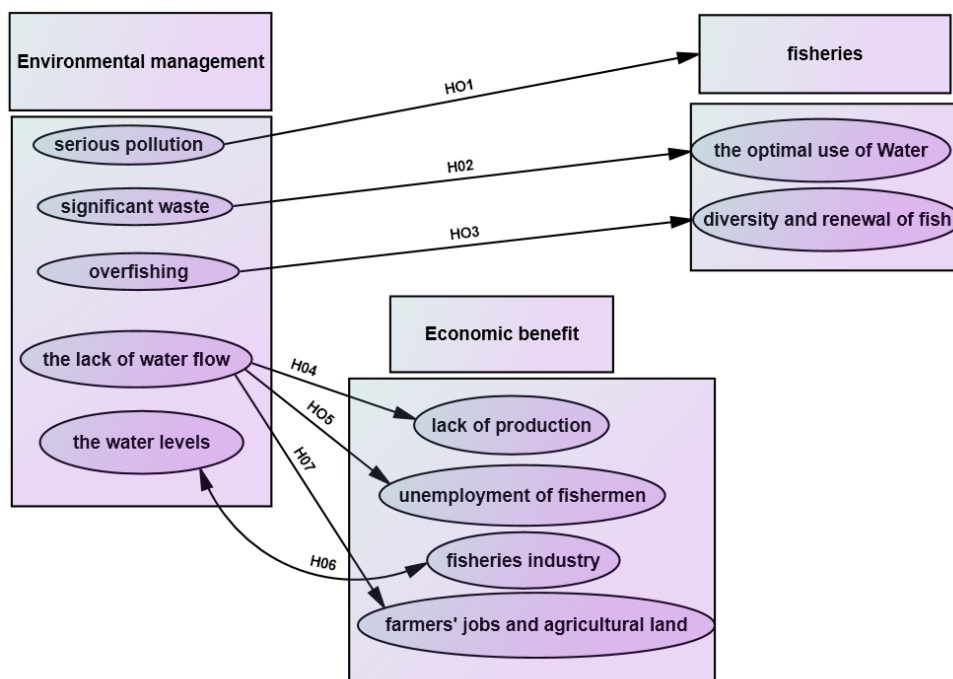 Environmental management
fisheries
HO1
serious pollution
the optimal use of Water
H02
significant waste
diversity and renewal of fish
HO3
overfishing
Economic benefit
the lack of water flow
H04
HO5
lack of production
the water levels
H07
unemployment of fishermen
H06
fisheries industry
farmers' jobs and agricultural land